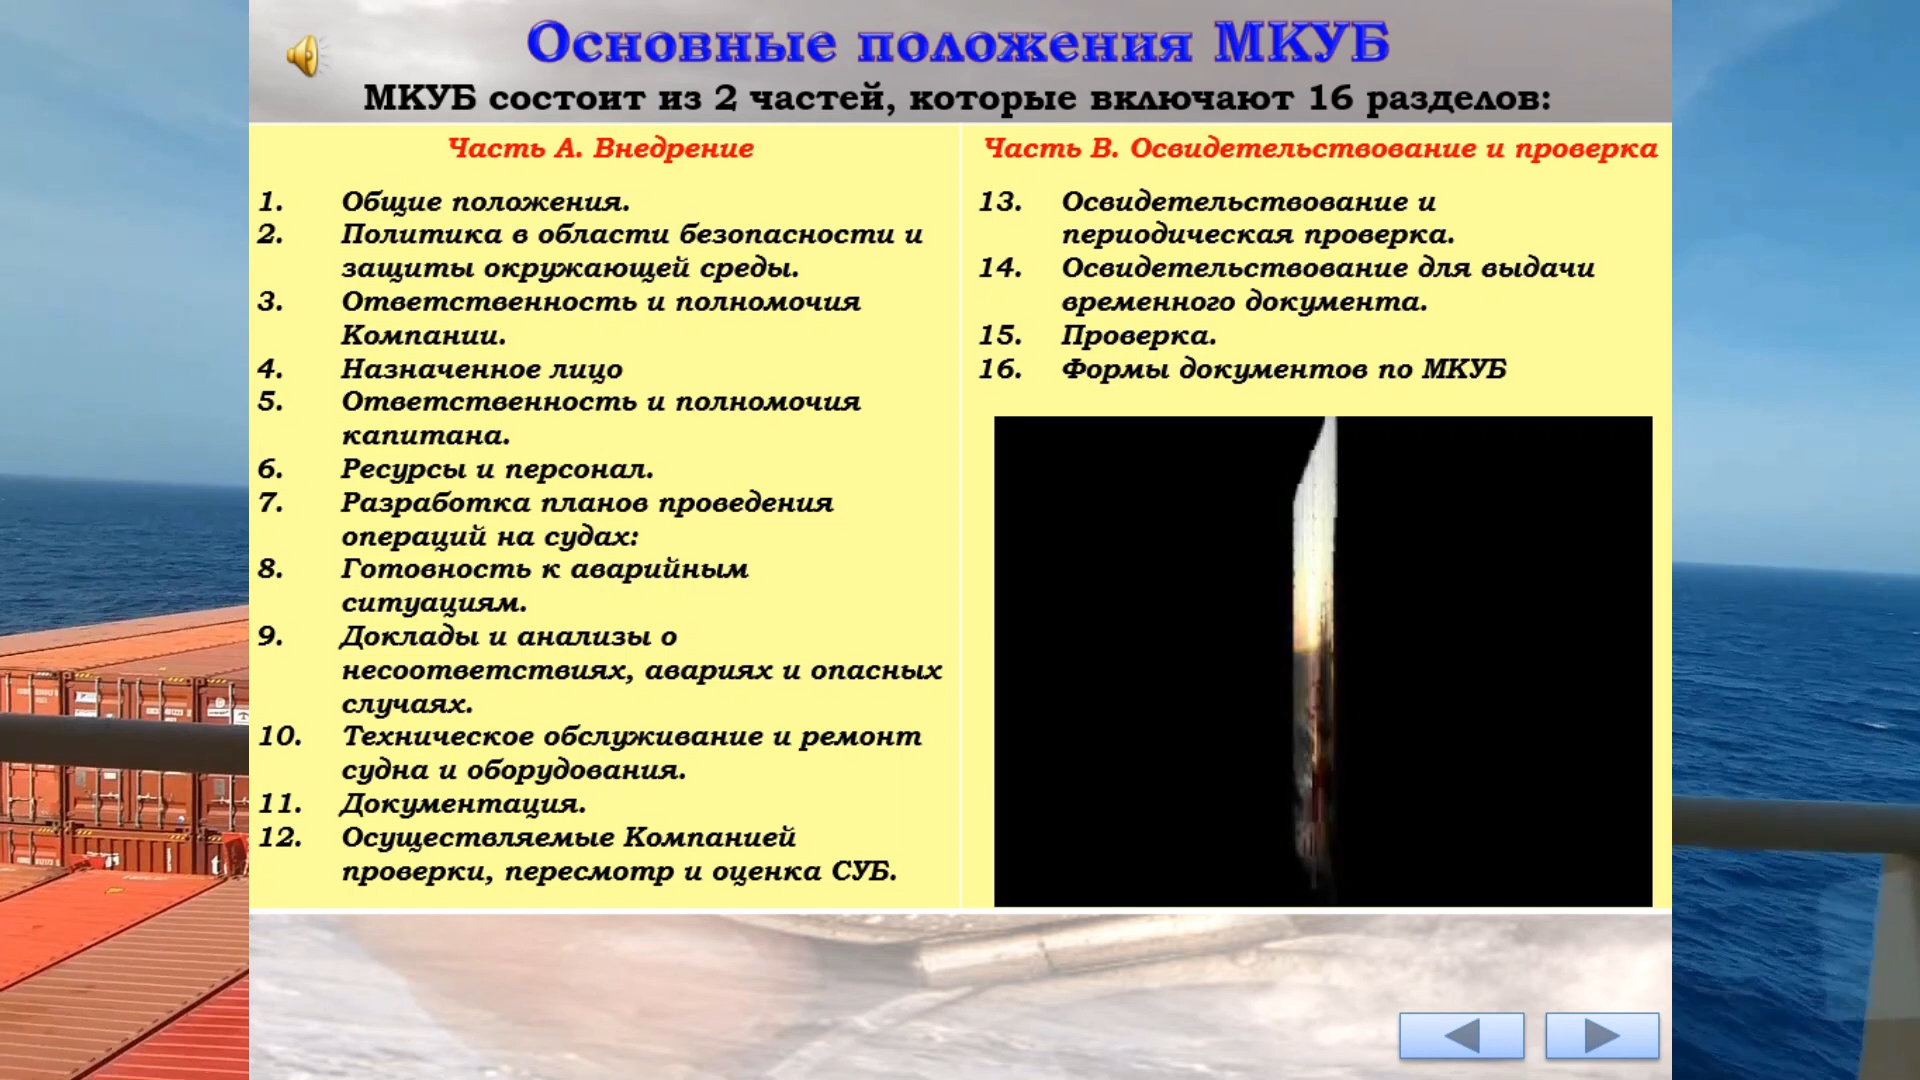 Основные положения МКУБ
МКУБ состоит из 2 частей, которые включают 16 разделов:
Часть А. Внедрение
1. Общие положения.
2. Политика в области безопасности и
защиты окружающей среды.
3. Ответственность и полномочия
Компании.
4. Назначенное лицо
5. Ответственность и полномочия
капитана.
6. Ресурсы и персонал.
7. Разработка планов проведения
операций на судах:
8. Готовность к аварийным
ситуациям.
9. Доклады и анализы о
несоответствиях, авариях и опасных
случаях.
10. Техническое обслуживание и ремонт
судна и оборудования.
11. Документация.
12. Осуществляемые Компанией
проверки, пересмотр и оценка СУБ.
Часть В. Освидетельствование и проверка
13. Освидетельствование и
периодическая проверка.
14. Освидетельствование для выдачи
временного документа.
15. Проверка.
16. Формы документов по МКУБ